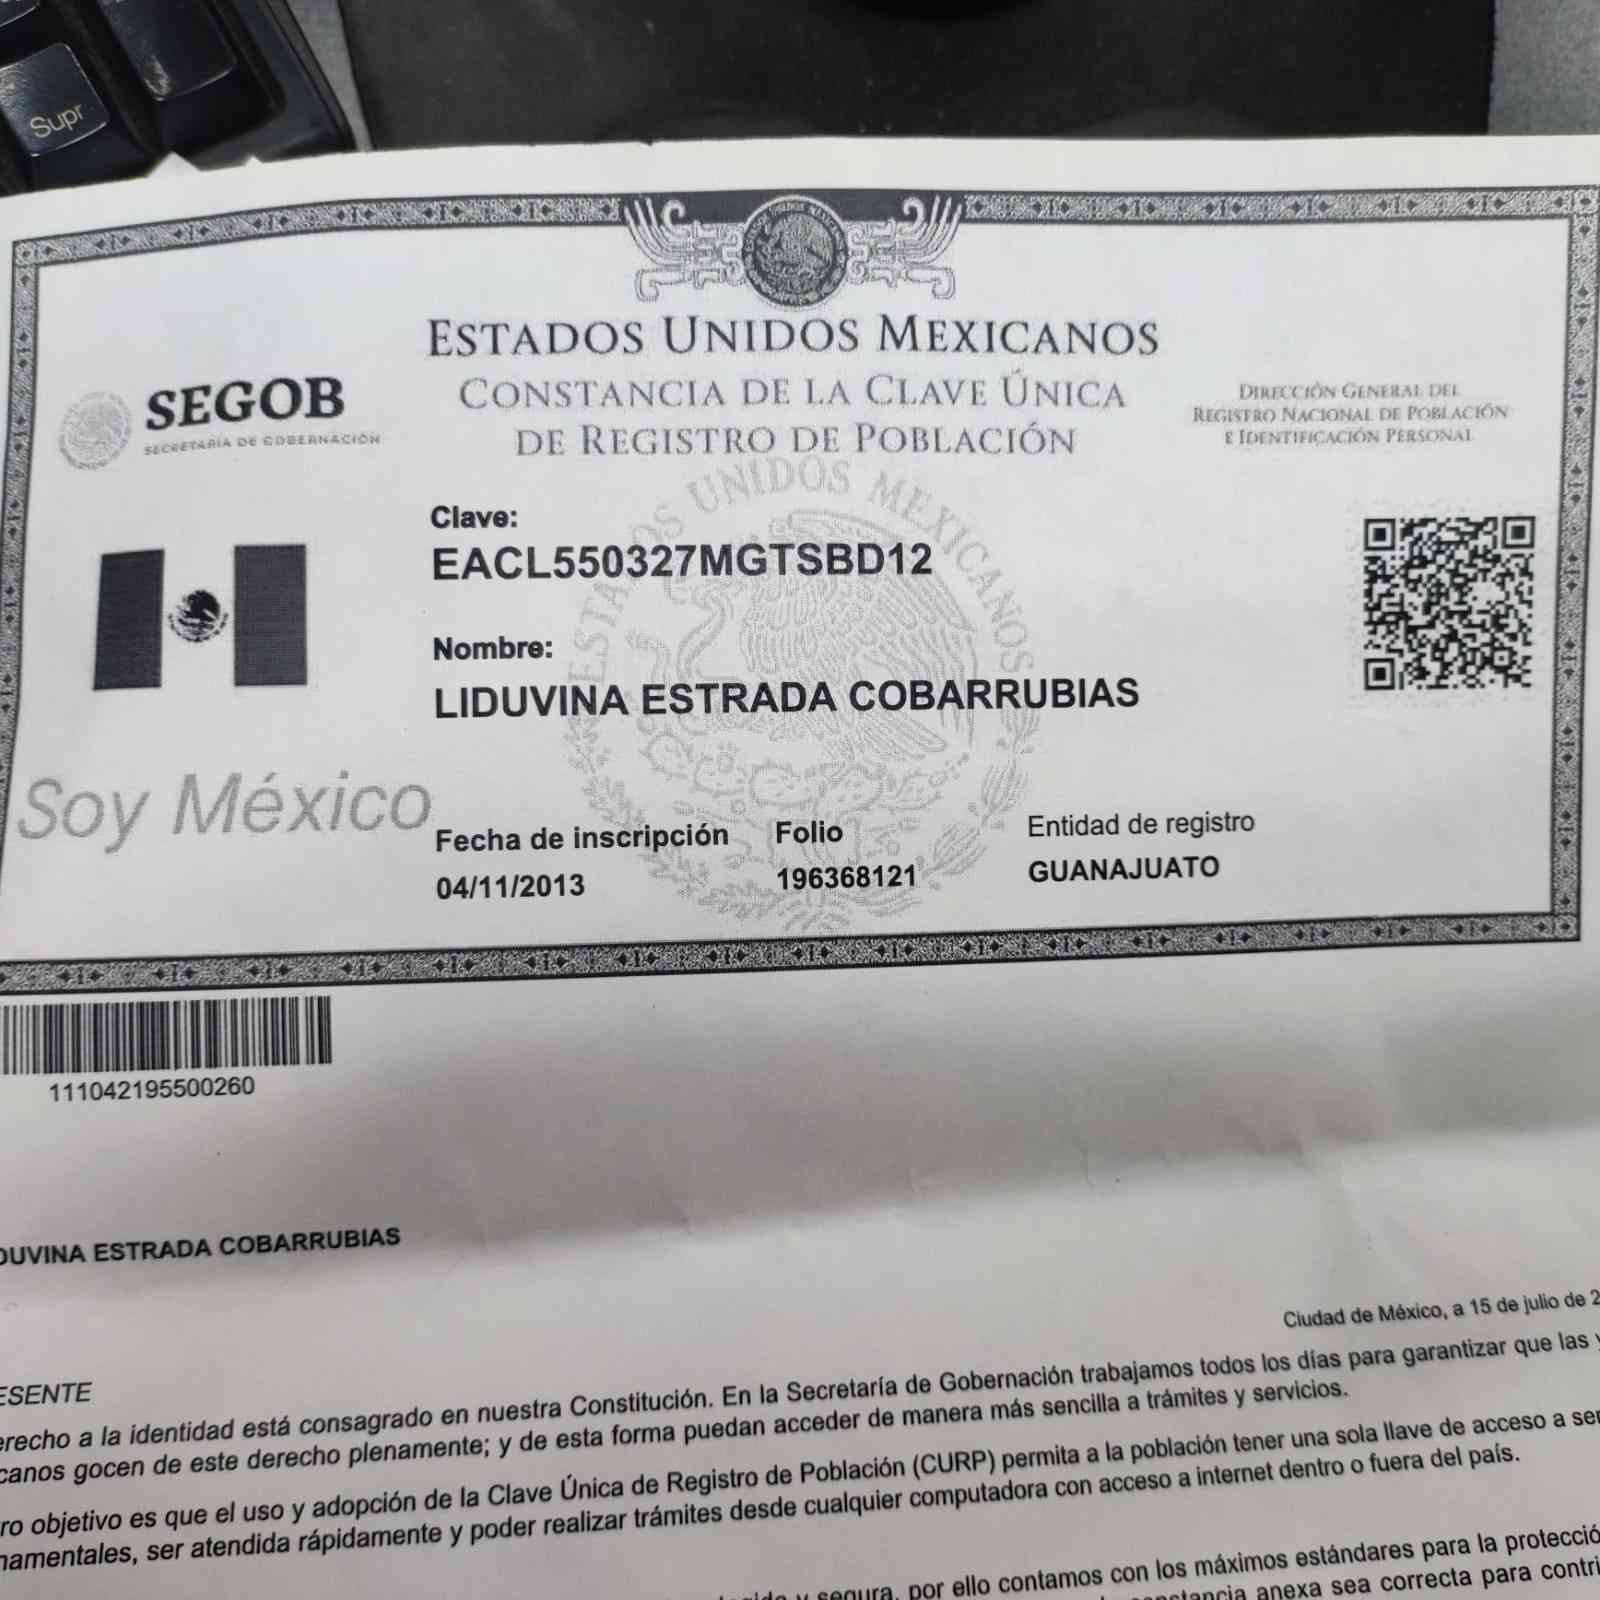 Supr
ESTADOS UNIDOS MEXICANOS
CONSTANCIA DE LA CLAVE ÚNICA
DE REGISTRO DE POBLACIÓN
SEGOB
SECRETARÍA DE GOBERNACIÓN
DIRECCIÓN GENERAL DEL
REGISTRO NACIONAL DE POBLACIÓN
E IDENTIFICACIÓN PERSONAL
ESTADOS UNIDOS MEXICANOS
Clave:
EACL550327MGTSBD12
Nombre:
LIDUVINA ESTRADA COBARRUBIAS
Soy México
Fecha de inscripción Folio Entidad de registro
04/11/2013 196368121 GUANAJUATO
111042195500260
DUVINA ESTRADA COBARRUBIAS
Ciudad de México, a 15 de julio de 2
ESENTE
erecho a la identidad está consagrado en nuestra Constitución. En la Secretaría de Gobernación trabajamos todos los días para garantizar que las y
canos gocen de este derecho plenamente; y de esta forma puedan acceder de manera más sencilla a trámites y servicios.
ro objetivo es que el uso y adopción de la Clave Única de Registro de Población (CURP) permita a la población tener una sola llave de acceso a ser
namentales, ser atendida rápidamente y poder realizar trámites desde cualquier computadora con acceso a internet dentro o fuera del país.
y segura, por ello contamos con los máximos estándares para la protecció
anexa sea correcta para contri